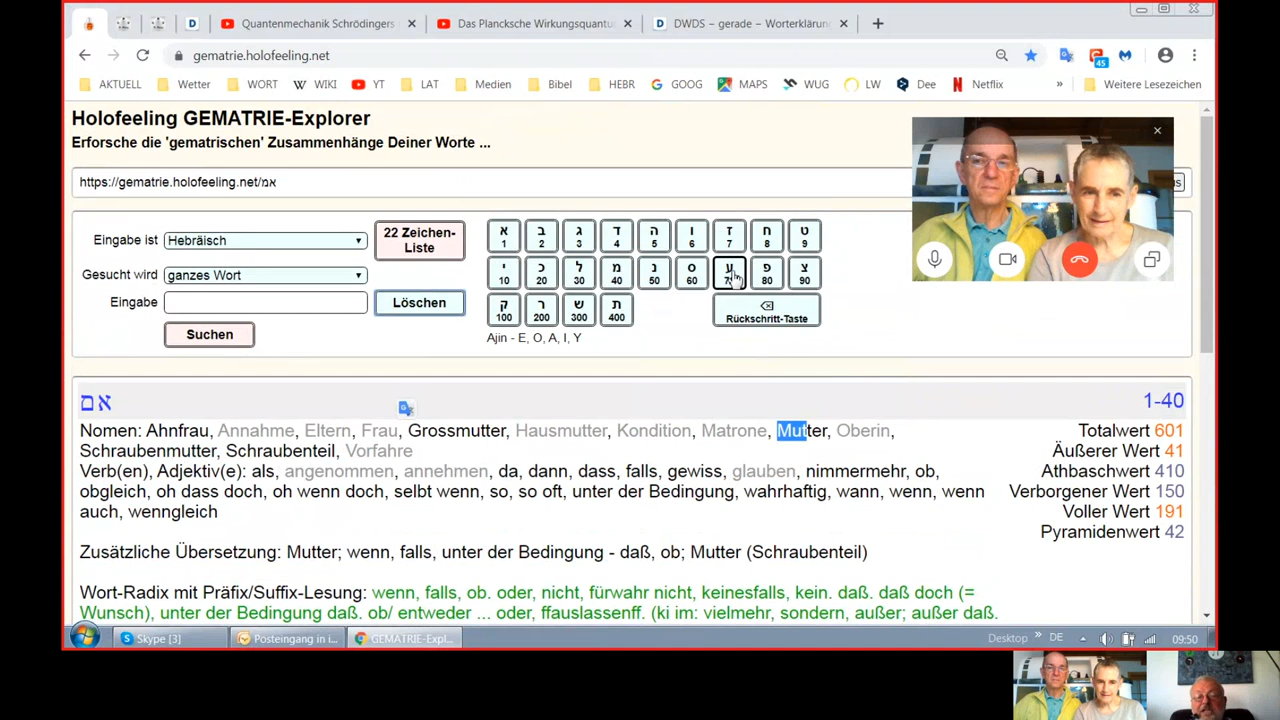 Quantenmechanik Schrödingers
Das Plancksche Wirkungsquantu
DWDS – gerade – Worterklärung
gematrie.holofeeling.net
45
AKTUELL Wetter WORT WIKI YT LAT Medien Bibel HEBR GOOG MAPS WUG LW Dee Netflix » Weitere Lesezeichen
Holofeeling GEMATRIE-Explorer
Erforsche die 'gematrischen' Zusammenhänge Deiner Worte ...
https://gematrie.holofeeling.net/אמ
Eingabe ist Hebräisch
22 Zeichen-
Liste
Gesucht wird ganzes Wort
Eingabe Löschen
Suchen
א ב ג ד ה ו ז ח ט
1 2 3 4 5 6 7 8 9
י כ ל מ נ ס ע פ צ
10 20 30 40 50 60 80 90
ק ר ש ת
100 200 300 400 Rückschritt-Taste
Ajin - E, O, A, I, Y
אם 1-40
Nomen: Ahnfrau, Annahme, Eltern, Frau, Grossmutter, Hausmutter, Kondition, Matrone, Mutter, Oberin,
Schraubenmutter, Schraubenteil, Vorfahre
Verb(en), Adjektiv(e): als, angenommen, annehmen, da, dann, dass, falls, gewiss, glauben, nimmermehr, ob,
obgleich, oh dass doch, oh wenn doch, selbt wenn, so, so oft, unter der Bedingung, wahrhaftig, wann, wenn, wenn
auch, wenngleich
Totalwert 601
Äußerer Wert 41
Athbaschwert 410
Verborgener Wert 150
Voller Wert 191
Pyramidenwert 42
Zusätzliche Übersetzung: Mutter; wenn, falls, unter der Bedingung - daß, ob; Mutter (Schraubenteil)
Wort-Radix mit Präfix/Suffix-Lesung: wenn, falls, ob. oder, nicht, fürwahr nicht, keinesfalls, kein. daß. daß doch (=
Wunsch), unter der Bedingung daß. ob/ entweder ... oder, ffauslassenff. (ki im: vielmehr, sondern, außer; außer daß.
Skype [3] Posteingang in i... GEMATRIE-Expl... Desktop » DE 09:50